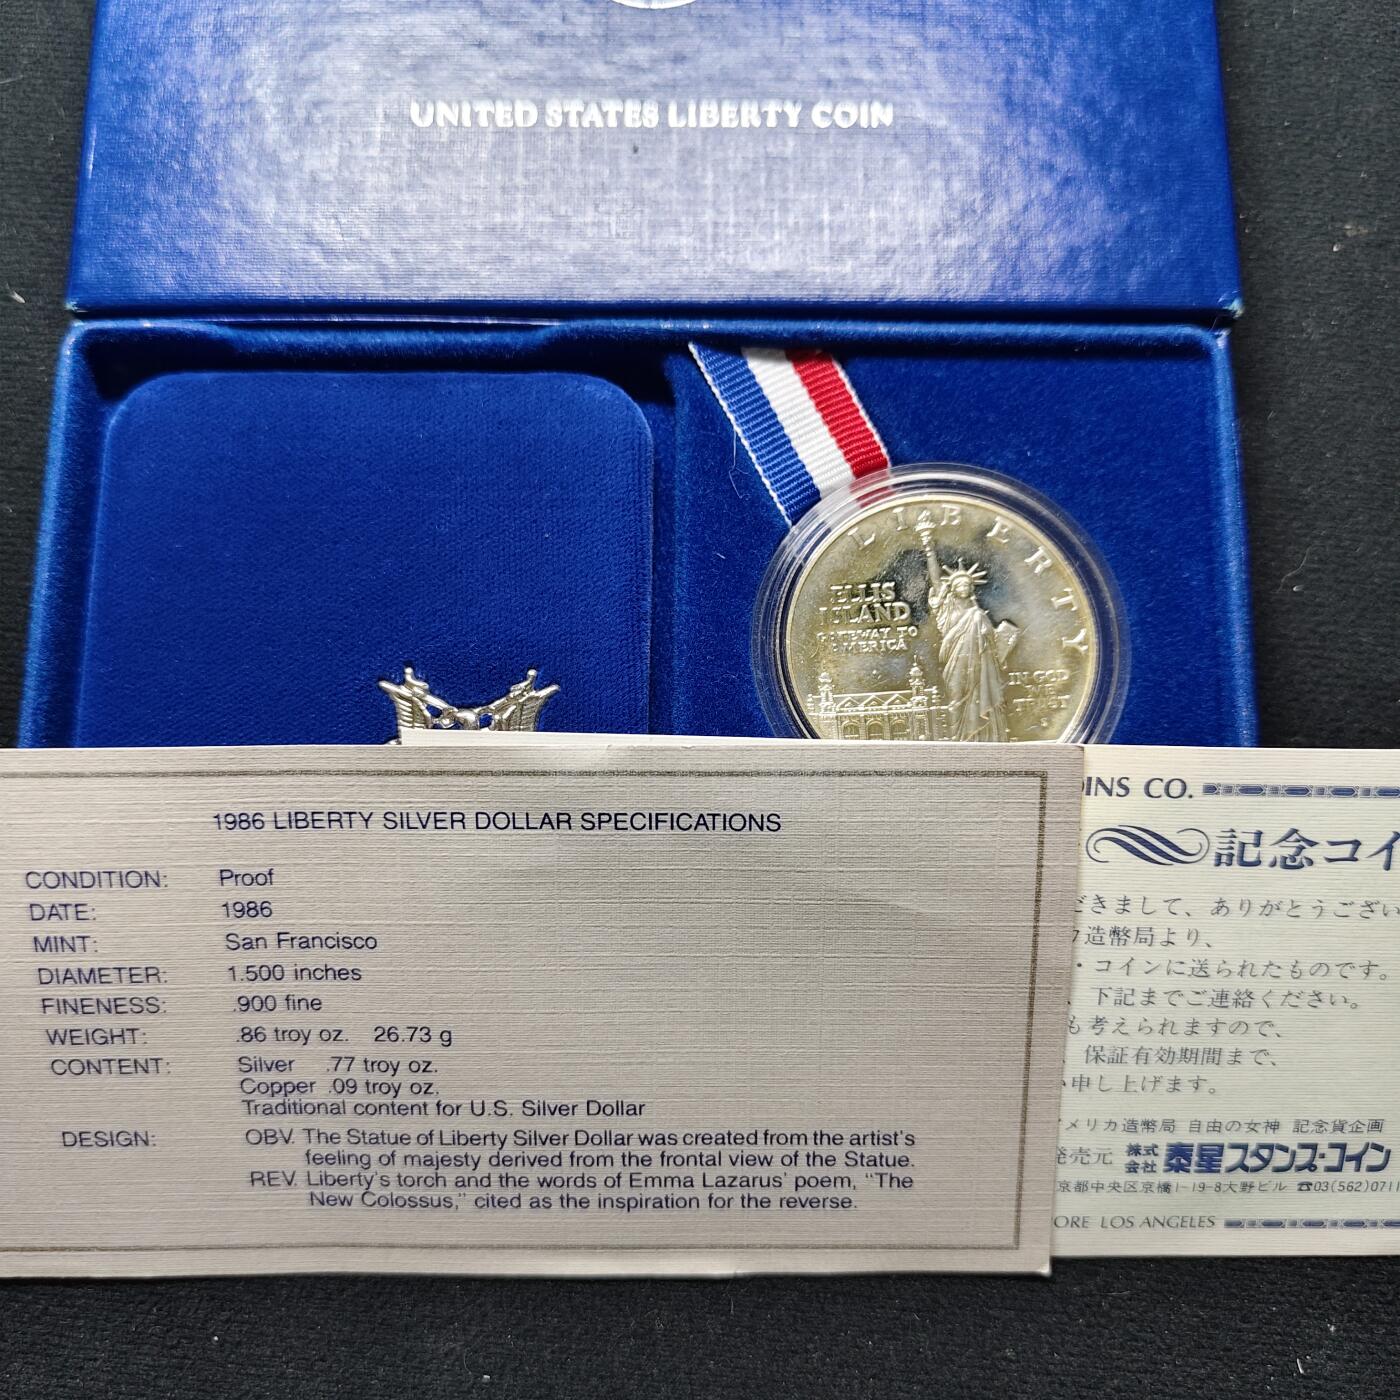 UNITED STATES LIBERTY COIN
LIBERTY
ELLIS
ISLAND
GATEWAY TO
AMERICA
IN GOD
WE
TRUST
S
1986 LIBERTY SILVER DOLLAR SPECIFICATIONS
CONDITION: Proof
DATE: 1986
MINT: San Francisco
DIAMETER: 1.500 inches
FINENESS: .900 fine
WEIGHT: .86 troy oz. 26.73 g
CONTENT: Silver .77 troy oz.
Copper .09 troy oz.
Traditional content for U.S. Silver Dollar
DESIGN: OBV. The Statue of Liberty Silver Dollar was created from the artist's
feeling of majesty derived from the frontal view of the Statue.
REV. Liberty's torch and the words of Emma Lazarus' poem, "The
New Colossus," cited as the inspiration for the reverse.
INS CO.
記念コイ
だきまして、ありがとうござい
造幣局より、
・コインに送られたものです。
、下記までご連絡ください。
も考えられますので、
、保証有効期間まで、
申し上げます。
メリカ造幣局 自由の女神 記念貨企画
発売元 株式会社 泰星スタンプ・コイン
京都中央区京橋1-19-8大野ビル ☎03(562)0711
ORE LOS ANGELES